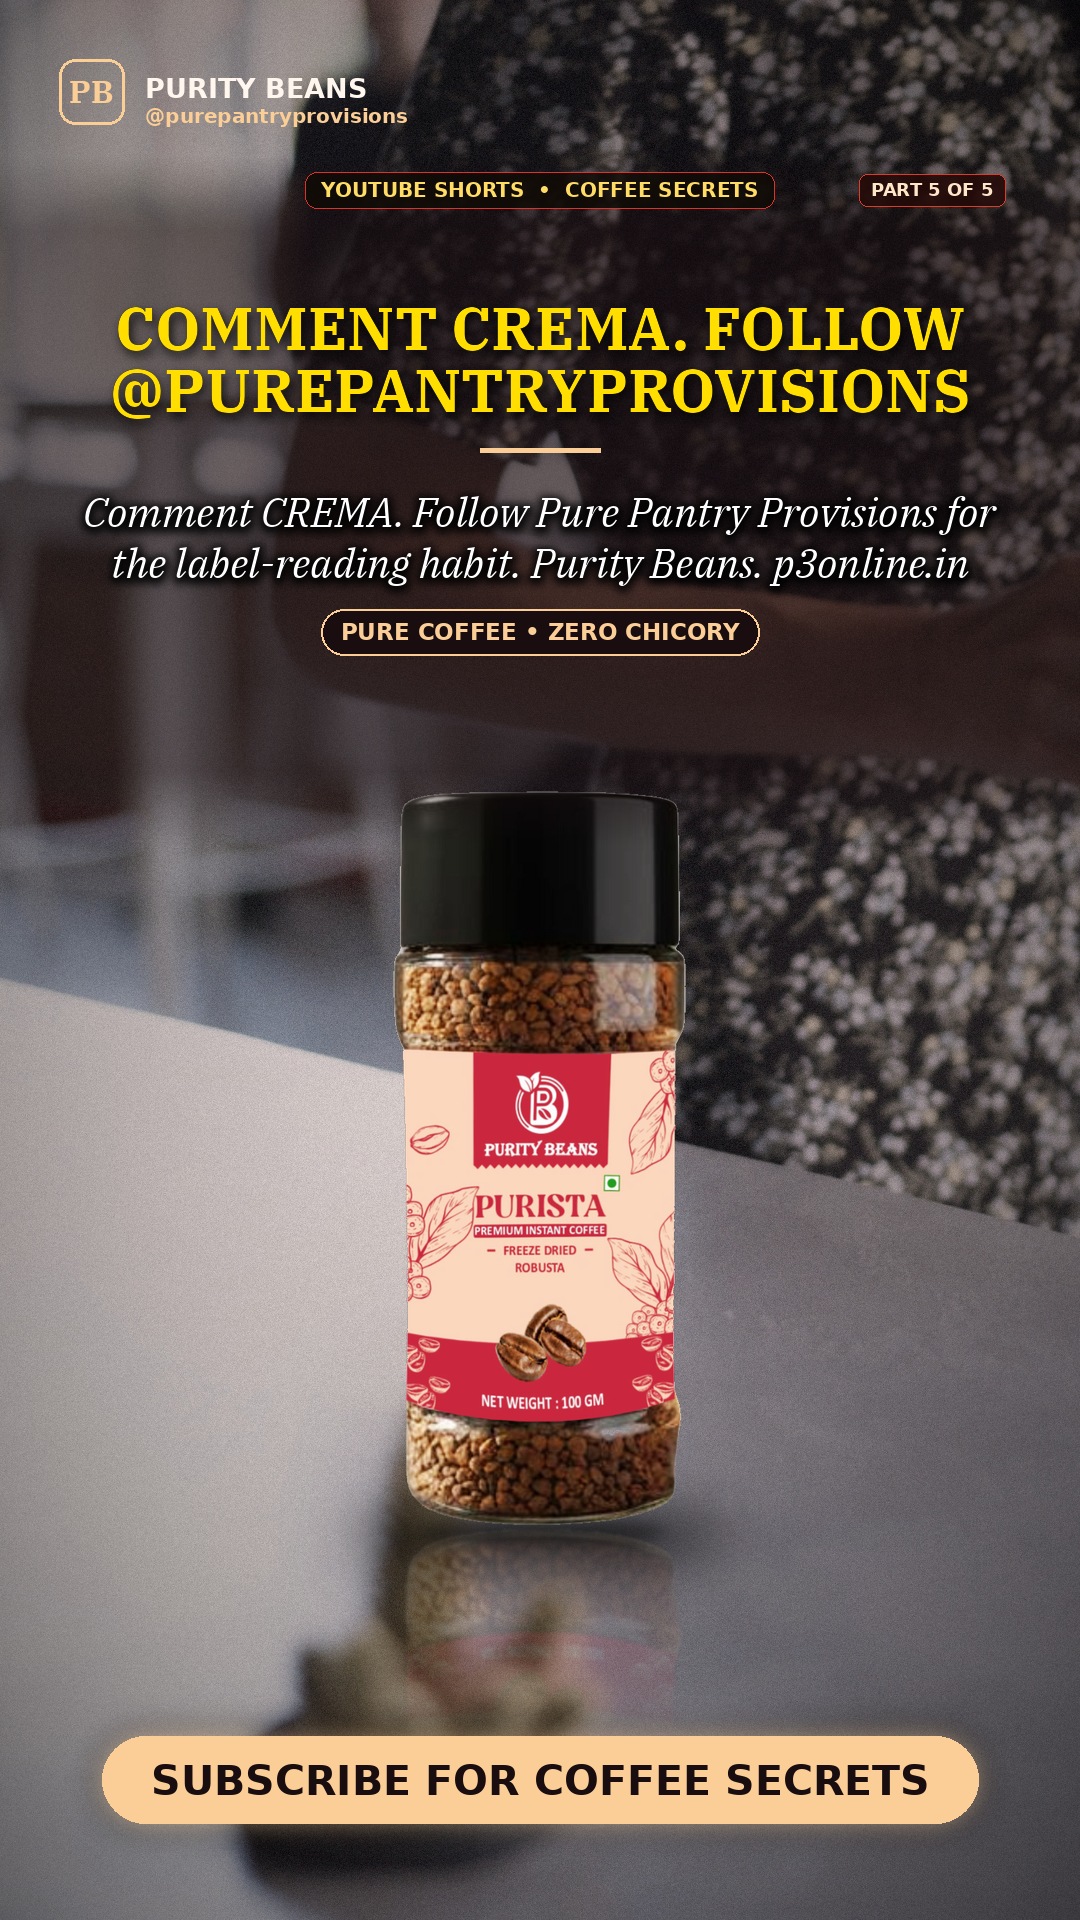 PB
PURITY BEANS
@purepantryprovisions
YOUTUBE SHORTS • COFFEE SECRETS
PART 5 OF 5
COMMENT CREMA. FOLLOW
@PUREPANTRYPROVISIONS
Comment CREMA. Follow Pure Pantry Provisions for
the label-reading habit. Purity Beans. p3online.in
PURE COFFEE • ZERO CHICORY
PURITY BEANS
PURISTA
PREMIUM INSTANT COFFEE
– FREEZE DRIED –
ROBUSTA
NET WEIGHT : 100 GM
SUBSCRIBE FOR COFFEE SECRETS